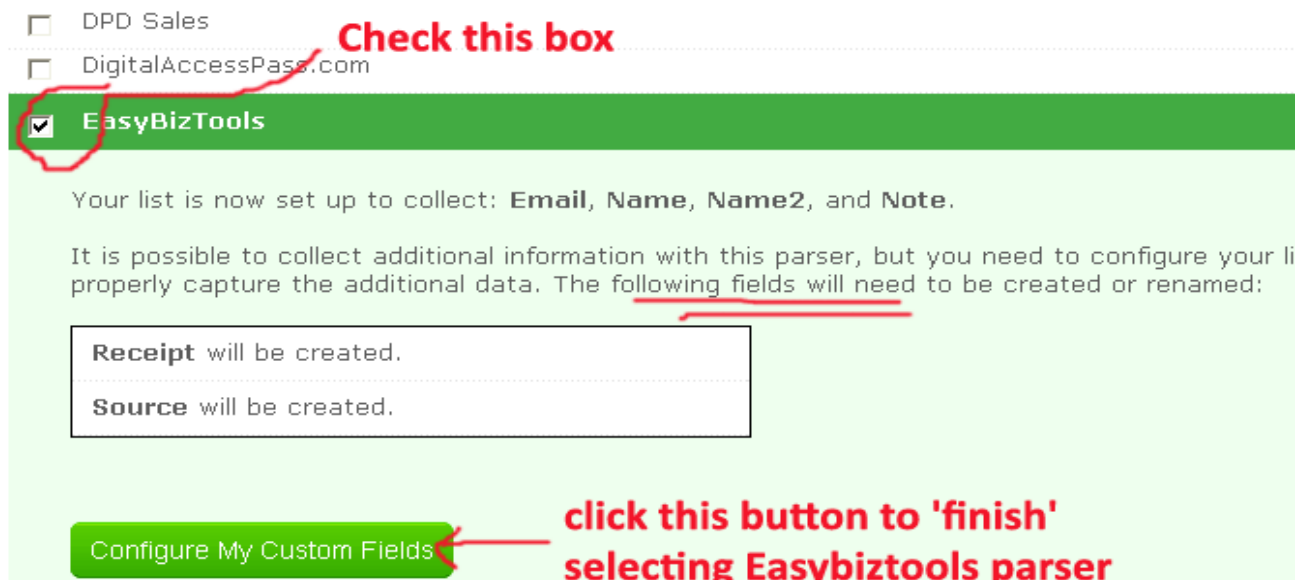 DPD Sales
Check this box
DigitalAccessPass.com
EasyBizTools
Your list is now set up to collect: Email, Name, Name2, and Note.
It is possible to collect additional information with this parser, but you need to configure your
properly capture the additional data. The following fields will need to be created or renamed:
Receipt will be created.
Source will be created.
click this button to 'finish'
Configure My Custom Fields
selecting Easybiztools parser